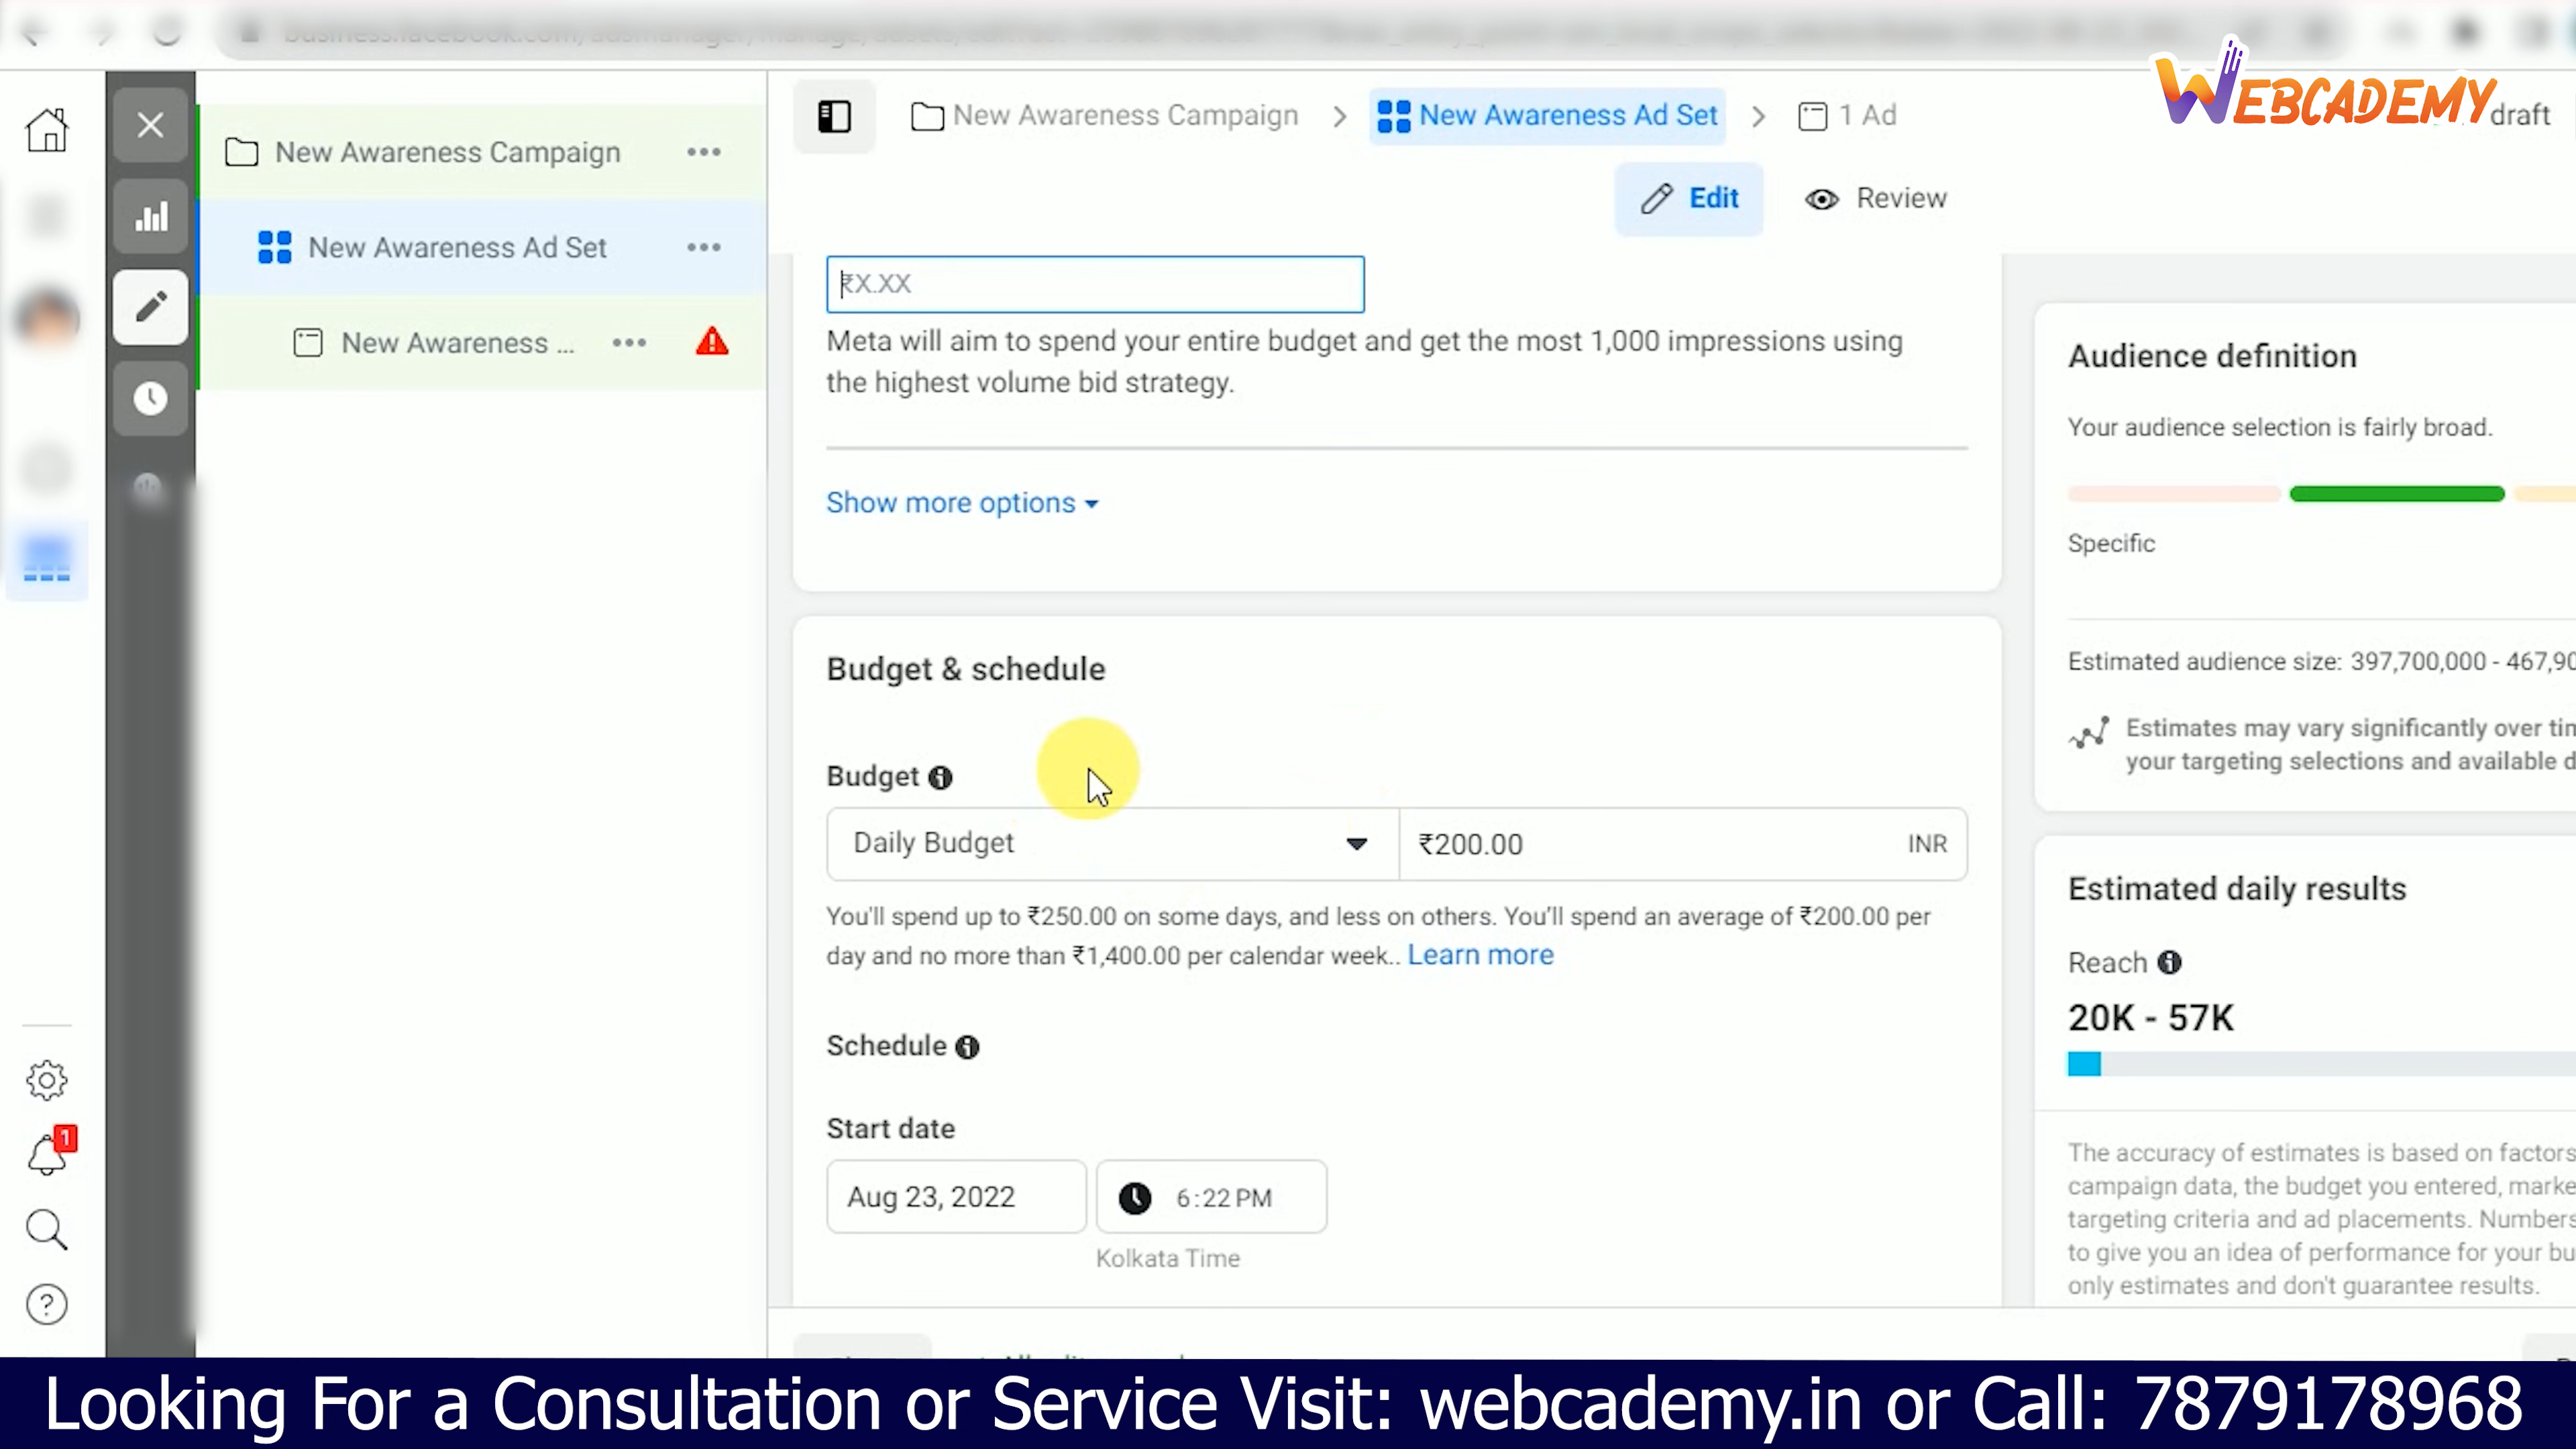 WEBCADEMY
draft
New Awareness Campaign
New Awareness Ad Set
1 Ad
Edit
Review
New Awareness Campaign
New Awareness Ad Set
New Awareness ...
₹X.XX
Meta will aim to spend your entire budget and get the most 1,000 impressions using
the highest volume bid strategy.
Show more options
Budget & schedule
Budget
Daily Budget
₹200.00
INR
You'll spend up to ₹250.00 on some days, and less on others. You'll spend an average of ₹200.00 per
day and no more than ₹1,400.00 per calendar week.. Learn more
Schedule
Start date
Aug 23, 2022
6:22 PM
Kolkata Time
Audience definition
Your audience selection is fairly broad.
Specific
Estimated audience size: 397,700,000 - 467,90
Estimates may vary significantly over
your targeting selections and available
Estimated daily results
Reach
20K - 57K
The accuracy of estimates is based on factors
campaign data, the budget you entered,
targeting criteria and ad placements. Numbers
to give you an idea of performance for your
only estimates and don't guarantee results.
1
Looking For a Consultation or Service Visit: webcademy.in or Call: 7879178968